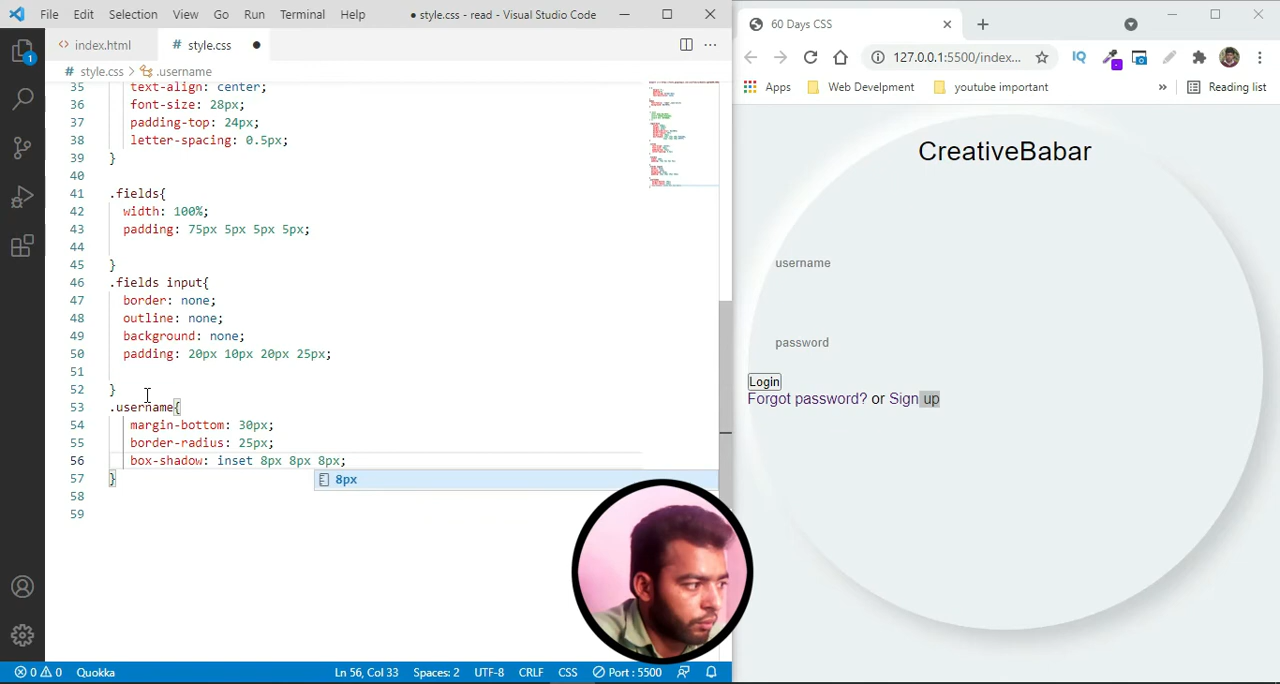 File Edit Selection View Go Run Terminal Help ● style.css - read - Visual Studio Code
index.html # style.css ●
# style.css > .username
35 text-align: center;
36 font-size: 28px;
37 padding-top: 24px;
38 letter-spacing: 0.5px;
39 }
40
41 .fields{
42 width: 100%;
43 padding: 75px 5px 5px 5px;
44
45 }
46 .fields input{
47 border: none;
48 outline: none;
49 background: none;
50 padding: 20px 10px 20px 25px;
51
52 }
53 .username{
54 margin-bottom: 30px;
55 border-radius: 25px;
56 box-shadow: inset 8px 8px 8px;
57 }
8px
58
59
1
0 0 Quokka Ln 56, Col 33 Spaces: 2 UTF-8 CRLF CSS Port : 5500
60 Days CSS
127.0.0.1:5500/index... IQ
Apps Web Develpment youtube important » Reading list
CreativeBabar
username
password
Login
Forgot password? or Sign up